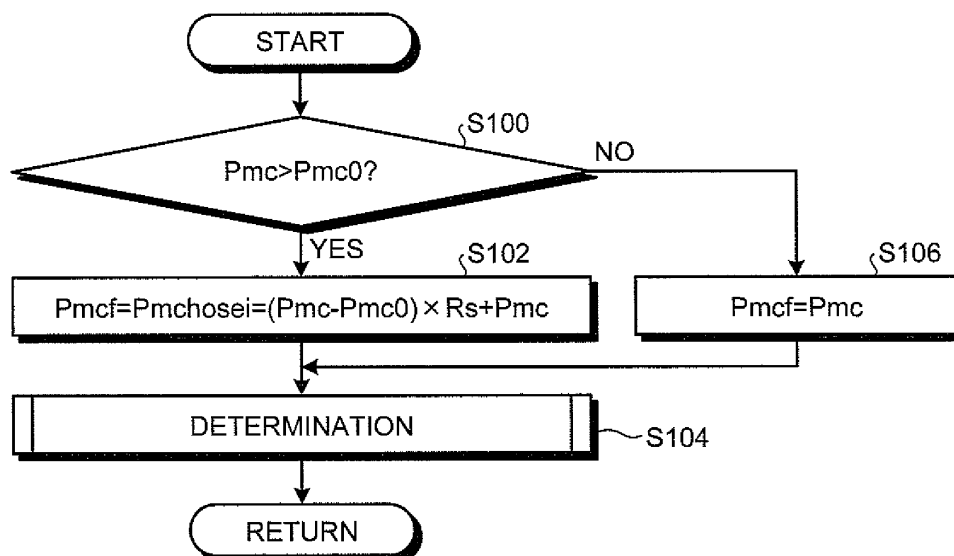 START
S100
Pmc>Pmc0?
NO
YES
S102
Pmcf=Pmchosei=(Pmc-Pmc0)×Rs+Pmc
S106
Pmcf=Pmc
DETERMINATION
S104
RETURN